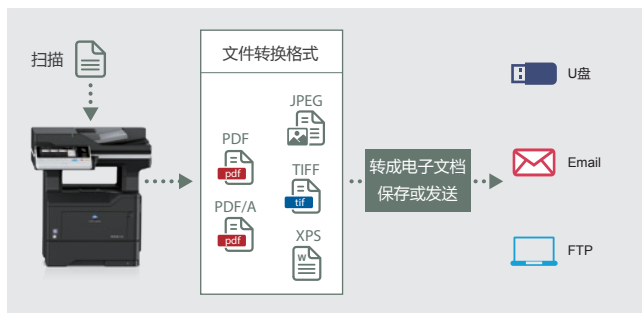 扫描
文件转换格式
JPEG
PDF
pdf
TIFF
tif
PDF/A
pdf
XPS
W
转成电子文档
保存或发送
U盘
Email
FTP